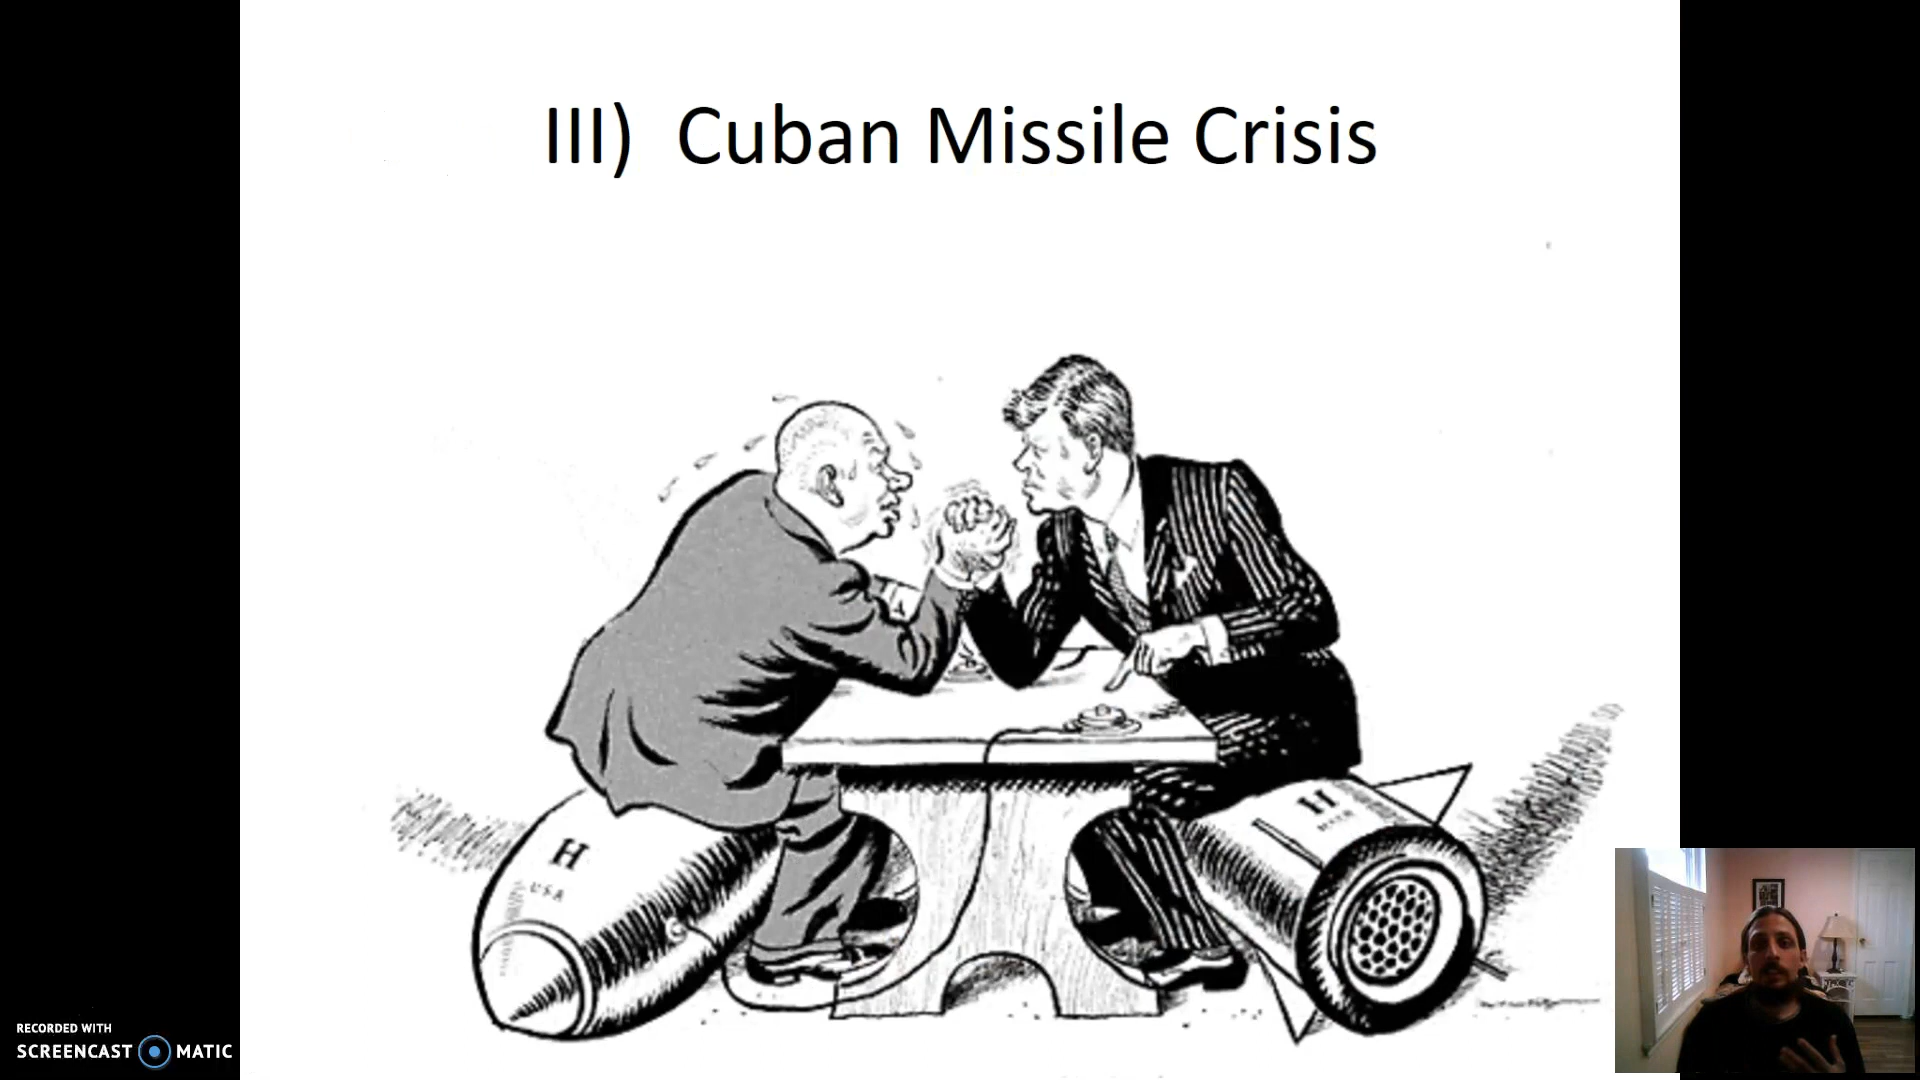 III) Cuban Missile Crisis
H
USA
H
RECORDED WITH
SCREENCAST MATIC